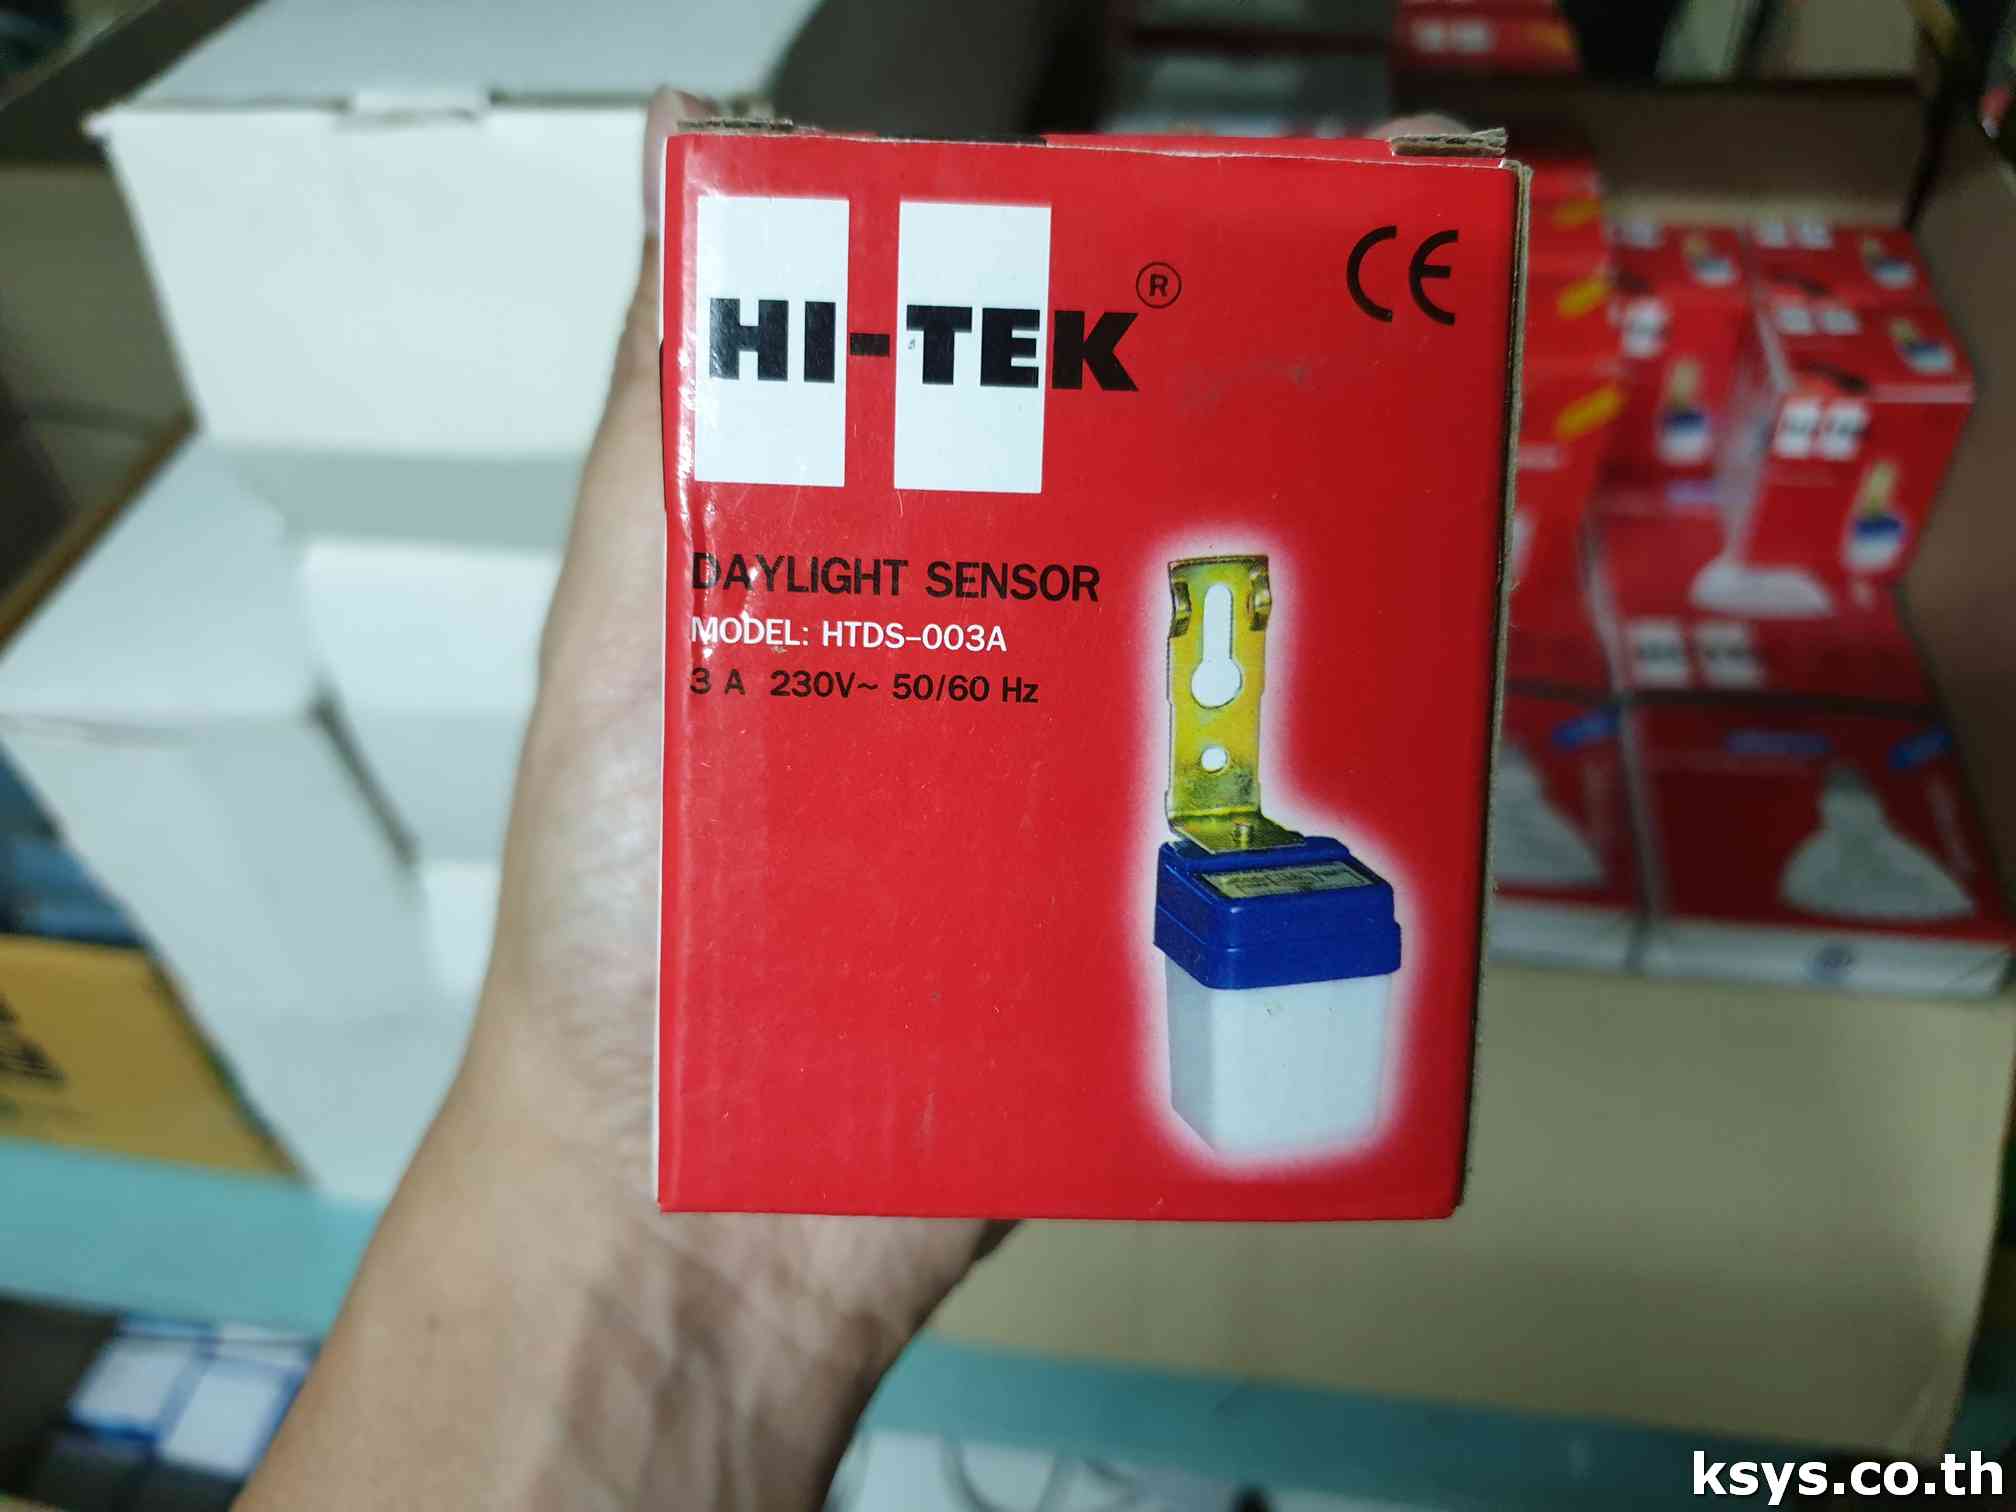 HI-TEK®
CE
DAYLIGHT SENSOR
MODEL: HTDS-003A
3 A 230V~ 50/60 Hz
ksys.co.th